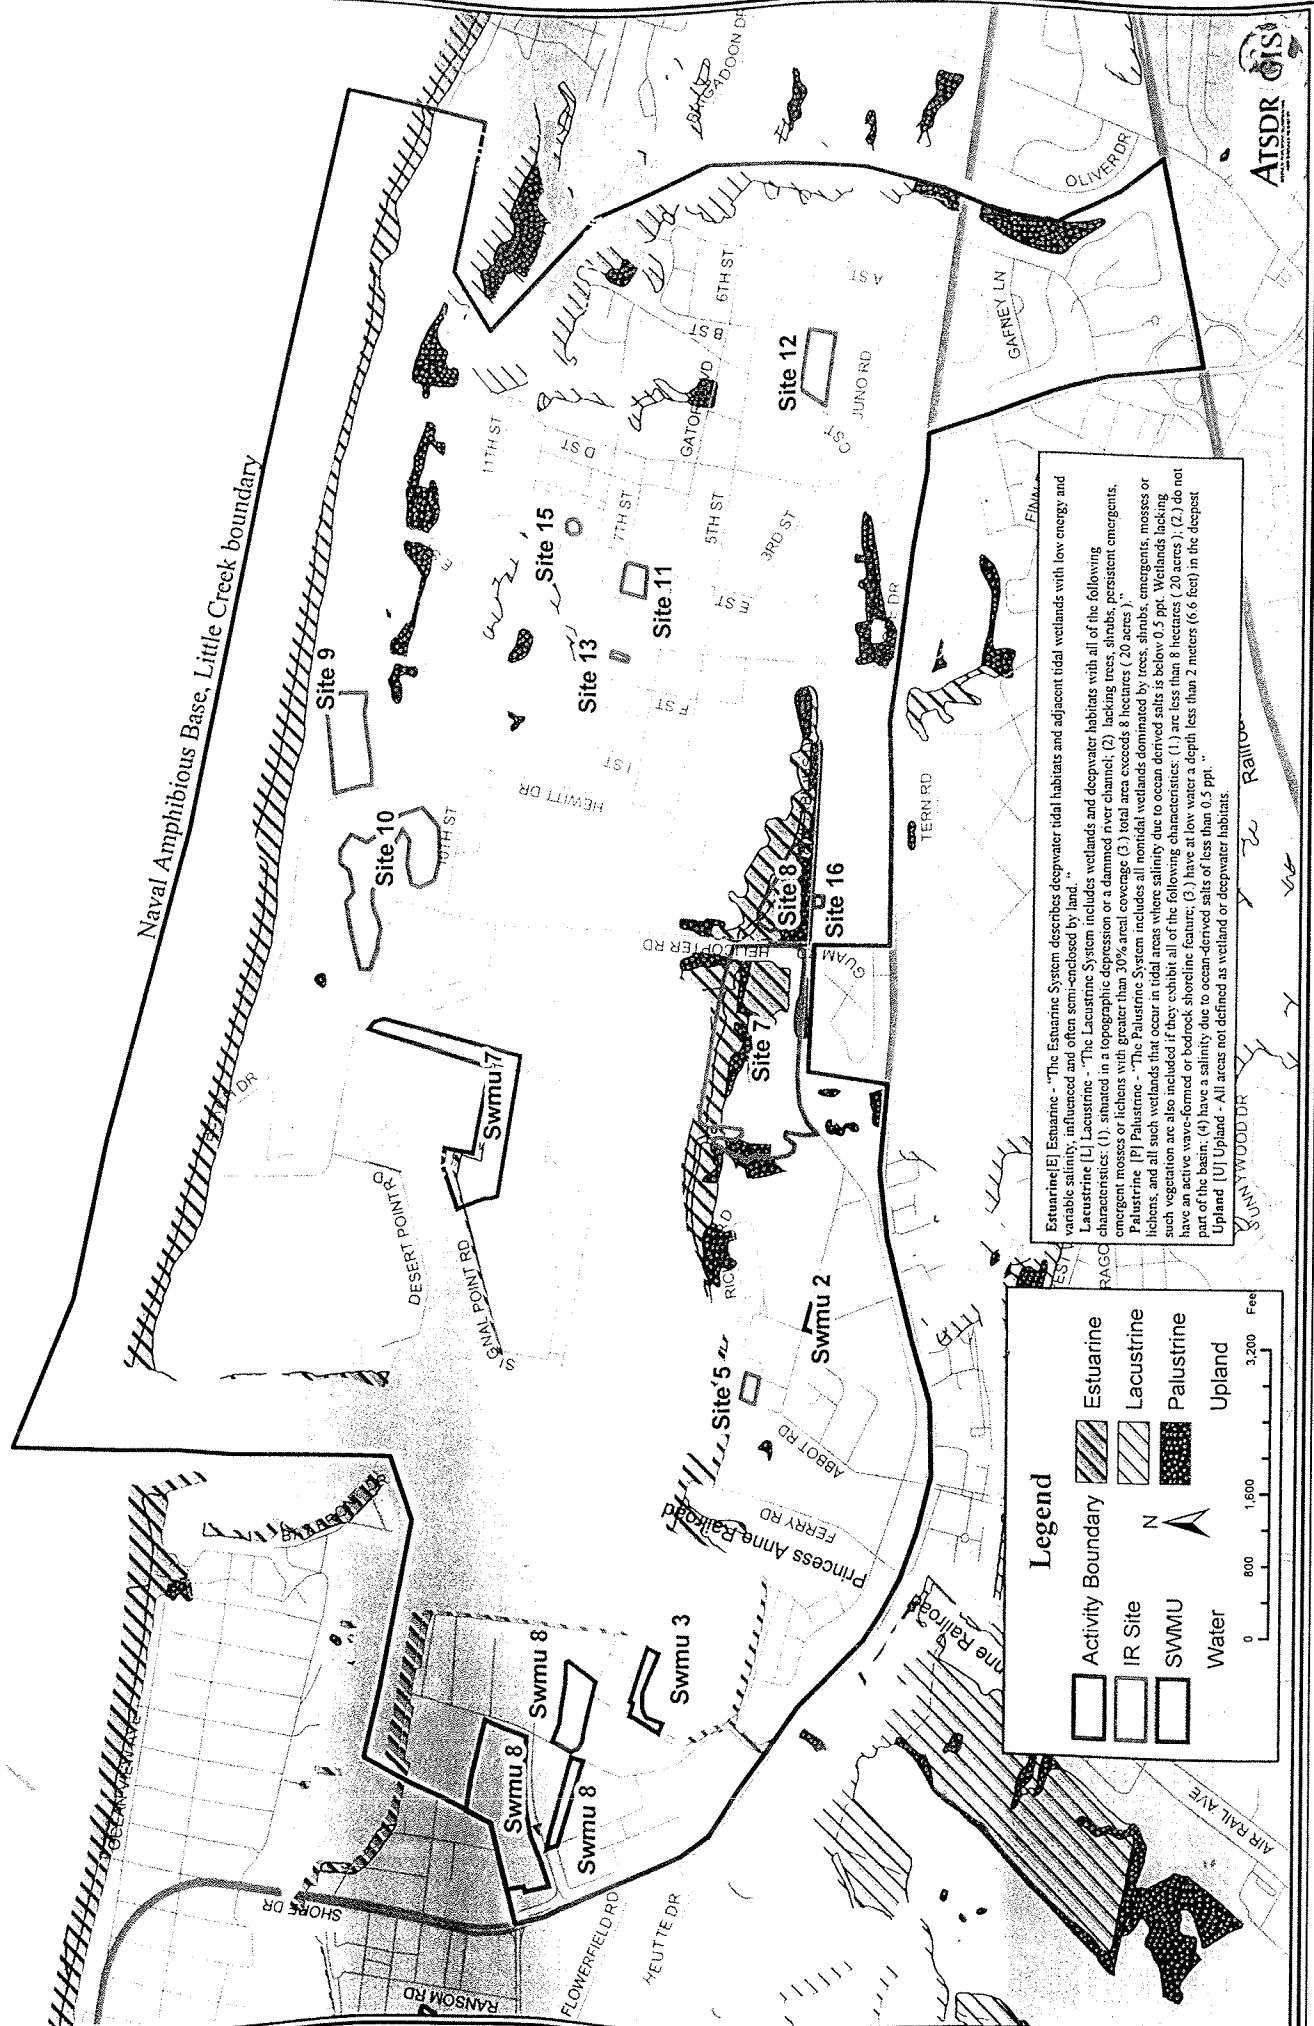 Naval Amphibious Base, Little Creek boundary
OCEAN VIEW AVE
SHORE DR
RANSOM RD
FLOWERFIELD RD
HEUTTE DR
Swmu 8
Swmu 8
Swmu 8
Swmu 3
DESERT POINT RD
SIGNAL POINT RD
Swmu 7
Site 10
10TH ST
Site 9
HEWITT DR
I ST
F ST
Site 13
Site 15
Site 11
E ST
11TH ST
D ST
7TH ST
5TH ST
3RD ST
B ST
6TH ST
A ST
Site 12
C ST
JUNO RD
GAFNEY LN
OLIVER DR
Princess Anne Railroad
FERRY RD
ABBOT RD
Site 5
Swmu 2
Site 7
HELICOPTER RD
Site 8
Site 16
GUAM
TERN RD
AIR RAIL AVE
SUNNYWOOD DR
Legend
Activity Boundary
IR Site
SWMU
Water
Estuarine
Lacustrine
Palustrine
Upland
N
0 800 1,600 3,200 Feet
Estuarine[E] Estuarine - "The Estuarine System describes deepwater tidal habitats and adjacent tidal wetlands with low energy and
variable salinity, influenced and often semi-enclosed by land. "
Lacustrine [L] Lacustrine - "The Lacustrine System includes wetlands and deepwater habitats with all of the following
characteristics: (1). situated in a topographic depression or a dammed river channel; (2) lacking trees, shrubs, persistent emergents,
emergent mosses or lichens with greater than 30% areal coverage (3.) total area exceeds 8 hectares ( 20 acres )."
Palustrine [P] Palustrine - "The Palustrine System includes all nontidal wetlands dominated by trees, shrubs, emergents, mosses or
lichens, and all such wetlands that occur in tidal areas where salinity due to ocean derived salts is below 0.5 ppt. Wetlands lacking
such vegetation are also included if they exhibit all of the following characteristics: (1.) are less than 8 hectares ( 20 acres ); (2.) do not
have an active wave-formed or bedrock shoreline feature; (3.) have at low water a depth less than 2 meters (6.6 feet) in the deepest
part of the basin; (4) have a salinity due to ocean-derived salts of less than 0.5 ppt. "
Upland [U] Upland - All areas not defined as wetland or deepwater habitats.
ATSDR GIS